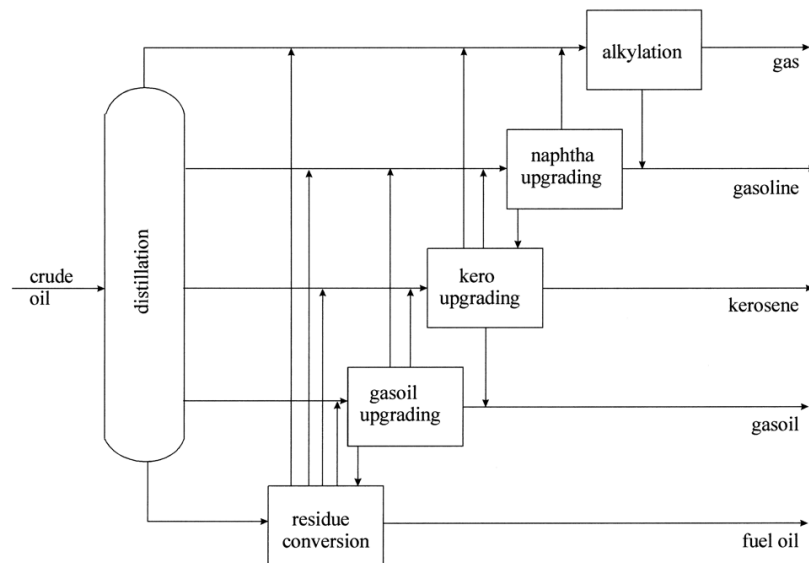 alkylation
gas
naphtha
upgrading
gasoline
crude
oil
distillation
kero
upgrading
kerosene
gasoil
upgrading
gasoil
residue
conversion
fuel oil